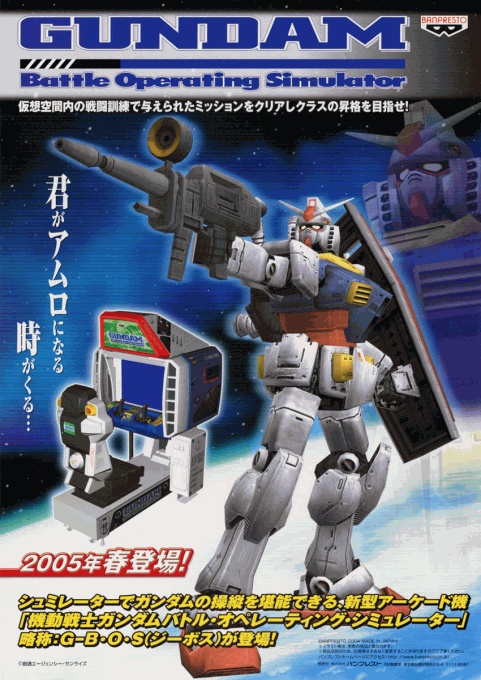 GUNDAM
BANPRESTO
Battle Operating Simulator
仮想空間内の戦闘訓練で与えられたミッションをクリアしクラスの昇格を目指せ!
君がアムロになる
時がくる…
GUNDAM
2005年春登場!
シュミレーターでガンダムの操縦を堪能できる、新型アーケード機
「機動戦士ガンダムバトル・オペレーティング・シミュレーター」
略称:G-B・O・S(ジーボス)が登場!
BANPRESTO 2004 MADE IN JAPAN
©創通エージェンシー・サンライズ
バンプレスト